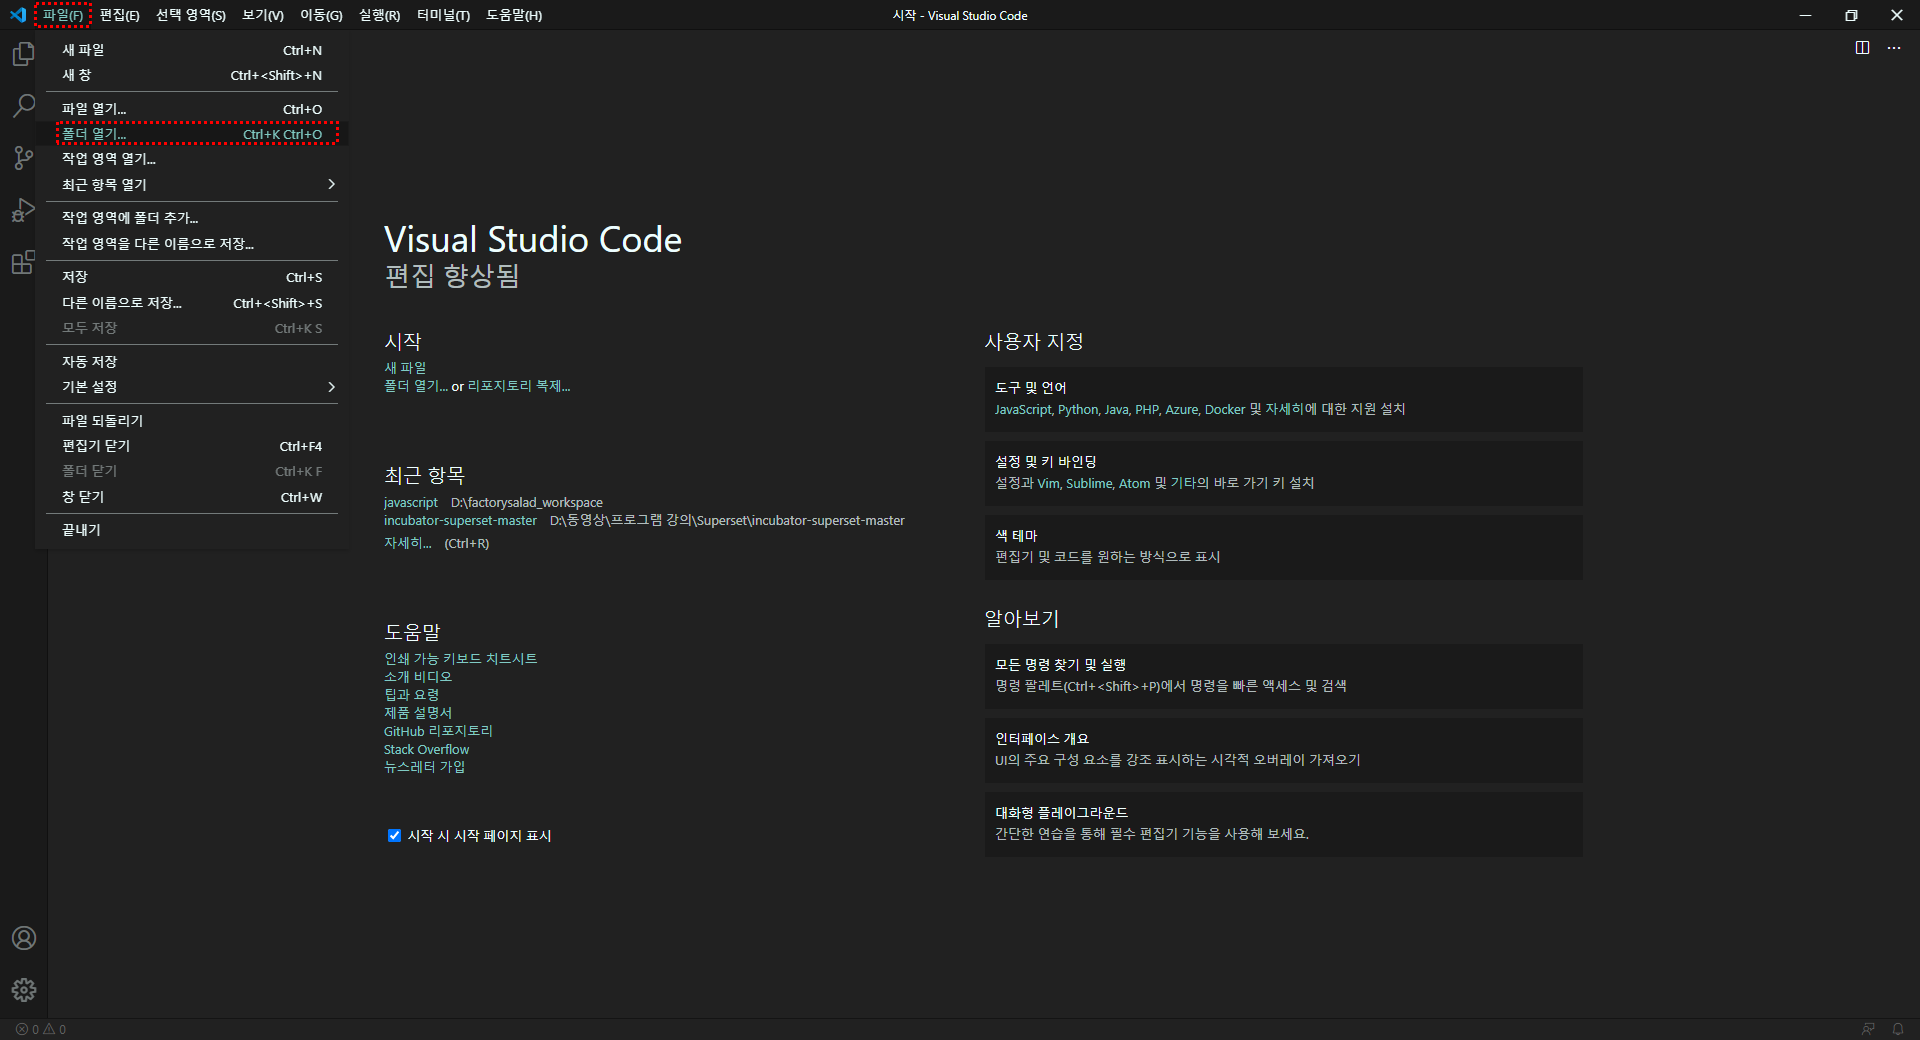 파일(F) 편집(E) 선택 영역(S) 보기(V) 이동(G) 실행(R) 터미널(T) 도움말(H) 시작 - Visual Studio Code
새 파일 Ctrl+N
새 창 Ctrl+<Shift>+N
파일 열기... Ctrl+O
폴더 열기... Ctrl+K Ctrl+O
작업 영역 열기...
최근 항목 열기
작업 영역에 폴더 추가...
작업 영역을 다른 이름으로 저장...
저장 Ctrl+S
다른 이름으로 저장... Ctrl+<Shift>+S
모두 저장 Ctrl+K S
자동 저장
기본 설정
파일 되돌리기
편집기 닫기 Ctrl+F4
폴더 닫기 Ctrl+K F
창 닫기 Ctrl+W
끝내기
Visual Studio Code
편집 향상됨
시작
새 파일
폴더 열기... or 리포지토리 복제...
최근 항목
javascript D:\factorysalad_workspace
incubator-superset-master D:\동영상\프로그램 강의\Superset\incubator-superset-master
자세히... (Ctrl+R)
도움말
인쇄 가능 키보드 치트시트
소개 비디오
팁과 요령
제품 설명서
GitHub 리포지토리
Stack Overflow
뉴스레터 가입
시작 시 시작 페이지 표시
사용자 지정
도구 및 언어
JavaScript, Python, Java, PHP, Azure, Docker 및 자세히에 대한 지원 설치
설정 및 키 바인딩
설정과 Vim, Sublime, Atom 및 기타의 바로 가기 키 설치
색 테마
편집기 및 코드를 원하는 방식으로 표시
알아보기
모든 명령 찾기 및 실행
명령 팔레트(Ctrl+<Shift>+P)에서 명령을 빠른 액세스 및 검색
인터페이스 개요
UI의 주요 구성 요소를 강조 표시하는 시각적 오버레이 가져오기
대화형 플레이그라운드
간단한 연습을 통해 필수 편집기 기능을 사용해 보세요.
0 0